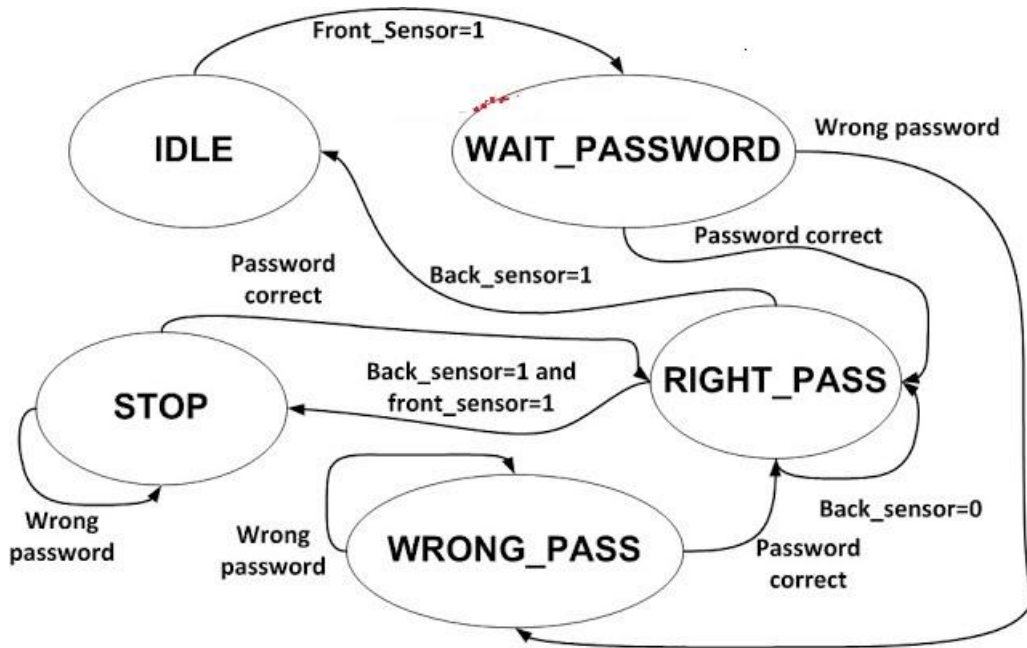 Front_Sensor=1
IDLE
WAIT_PASSWORD
Wrong password
Password correct
Back_sensor=1
Password
correct
STOP
Back_sensor=1 and
front_sensor=1
RIGHT_PASS
Wrong
password
Wrong
password
WRONG_PASS
Back_sensor=0
Password
correct